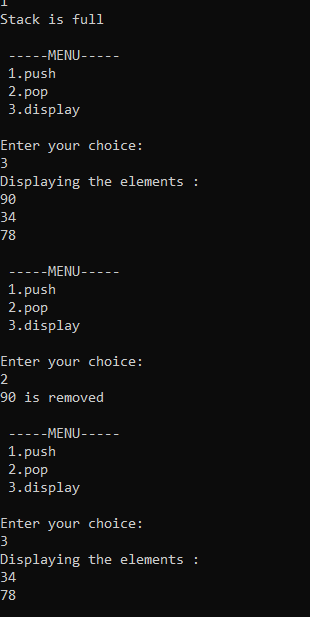 1
Stack is full
-----MENU-----
1.push
2.pop
3.display
Enter your choice:
3
Displaying the elements :
90
34
78
-----MENU-----
1.push
2.pop
3.display
Enter your choice:
2
90 is removed
-----MENU-----
1.push
2.pop
3.display
Enter your choice:
3
Displaying the elements :
34
78